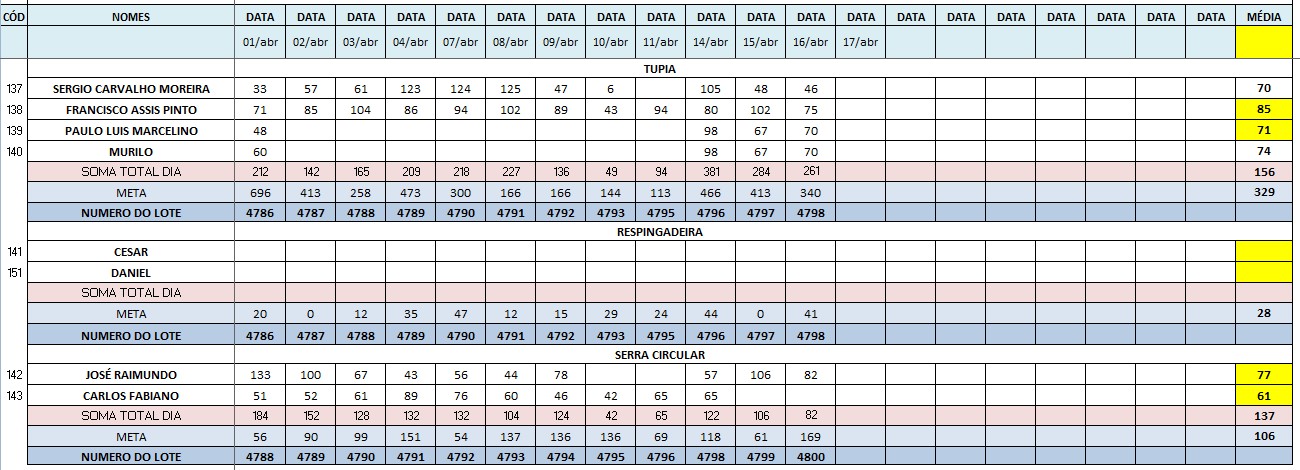 CÓD NOMES DATA DATA DATA DATA DATA DATA DATA DATA DATA DATA DATA DATA DATA DATA DATA DATA DATA DATA DATA DATA MÉDIA
01/abr 02/abr 03/abr 04/abr 07/abr 08/abr 09/abr 10/abr 11/abr 14/abr 15/abr 16/abr 17/abr
TUPIA
137 SERGIO CARVALHO MOREIRA 33 57 61 123 124 125 47 6 105 48 46 70
138 FRANCISCO ASSIS PINTO 71 85 104 86 94 102 89 43 94 80 102 75 85
139 PAULO LUIS MARCELINO 48 98 67 70 71
140 MURILO 60 98 67 70 74
SOMA TOTAL DIA 212 142 165 209 218 227 136 49 94 381 284 261 156
META 696 413 258 473 300 166 166 144 113 466 413 340 329
NUMERO DO LOTE 4786 4787 4788 4789 4790 4791 4792 4793 4795 4796 4797 4798
RESPINGADEIRA
141 CESAR
151 DANIEL
SOMA TOTAL DIA
META 20 0 12 35 47 12 15 29 24 44 0 41 28
NUMERO DO LOTE 4786 4787 4788 4789 4790 4791 4792 4793 4795 4796 4797 4798
SERRA CIRCULAR
142 JOSÉ RAIMUNDO 133 100 67 43 56 44 78 57 106 82 77
143 CARLOS FABIANO 51 52 61 89 76 60 46 42 65 65 61
SOMA TOTAL DIA 184 152 128 132 132 104 124 42 65 122 106 82 137
META 56 90 99 151 54 137 136 136 69 118 61 169 106
NUMERO DO LOTE 4788 4789 4790 4791 4792 4793 4794 4795 4796 4798 4799 4800